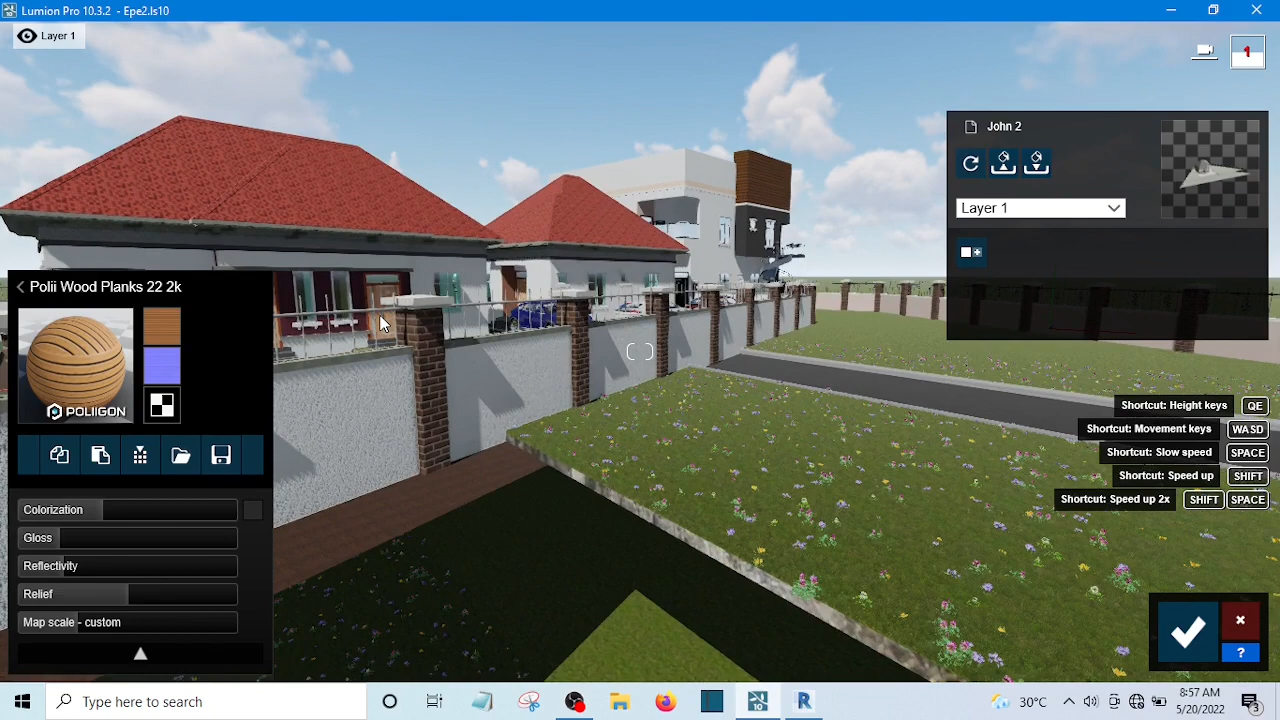 Lumion Pro 10.3.2 - Epe2.ls10
Layer 1
1
John 2
Layer 1
Polii Wood Planks 22 2k
POLIIGON
Colorization
Gloss
Reflectivity
Relief
Map scale - custom
Shortcut: Height keys QE
Shortcut: Movement keys WASD
Shortcut: Slow speed SPACE
Shortcut: Speed up SHIFT
Shortcut: Speed up 2x SHIFT SPACE
?
Type here to search
10
R
30°C
8:57 AM
5/20/2022
3